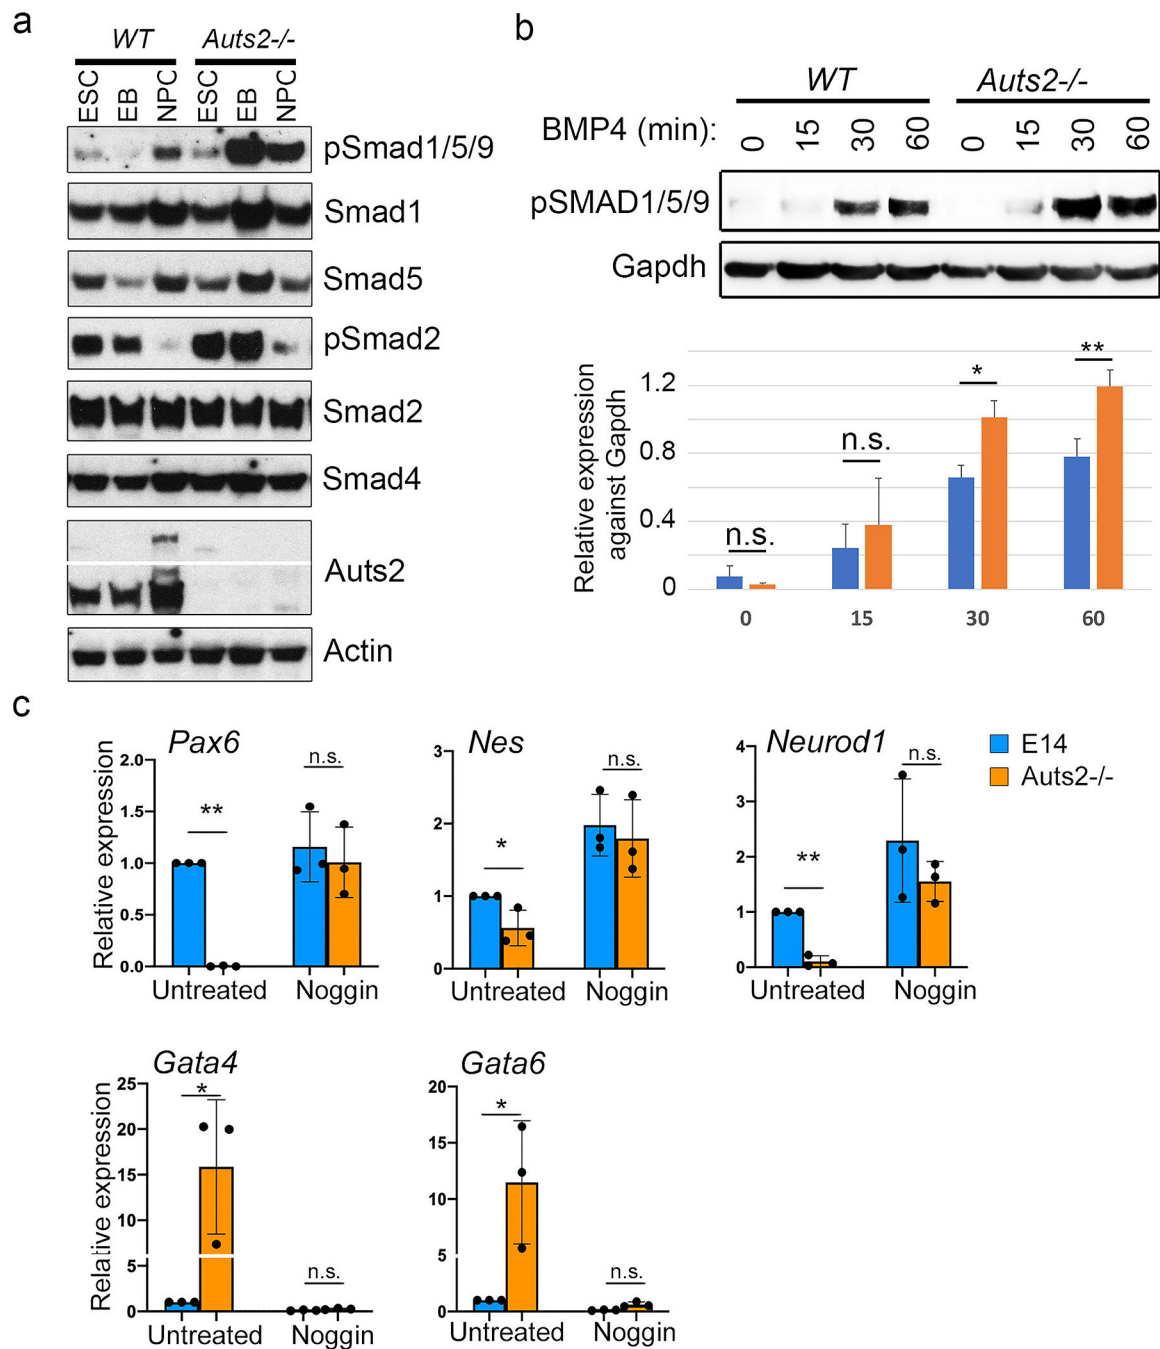 a
WT Auts2-/-
ESC EB NPC ESC EB NPC
pSmad1/5/9
Smad1
Smad5
pSmad2
Smad2
Smad4
Auts2
Actin
b
WT Auts2-/-
BMP4 (min): 0 15 30 60 0 15 30 60
pSMAD1/5/9
Gapdh
Relative expression
against Gapdh
1.2
0.8
0.4
0
n.s.
n.s.
*
**
0 15 30 60
c
Pax6
Relative expression
2.0
1.5
1.0
0.5
0.0
**
n.s.
Untreated Noggin
Nes
3
2
1
0
*
n.s.
Untreated Noggin
Neurod1
4
3
2
1
0
**
n.s.
Untreated Noggin
E14
Auts2-/-
Gata4
Relative expression
25
20
15
10
5
0
*
n.s.
Untreated Noggin
Gata6
20
15
10
5
0
*
n.s.
Untreated Noggin